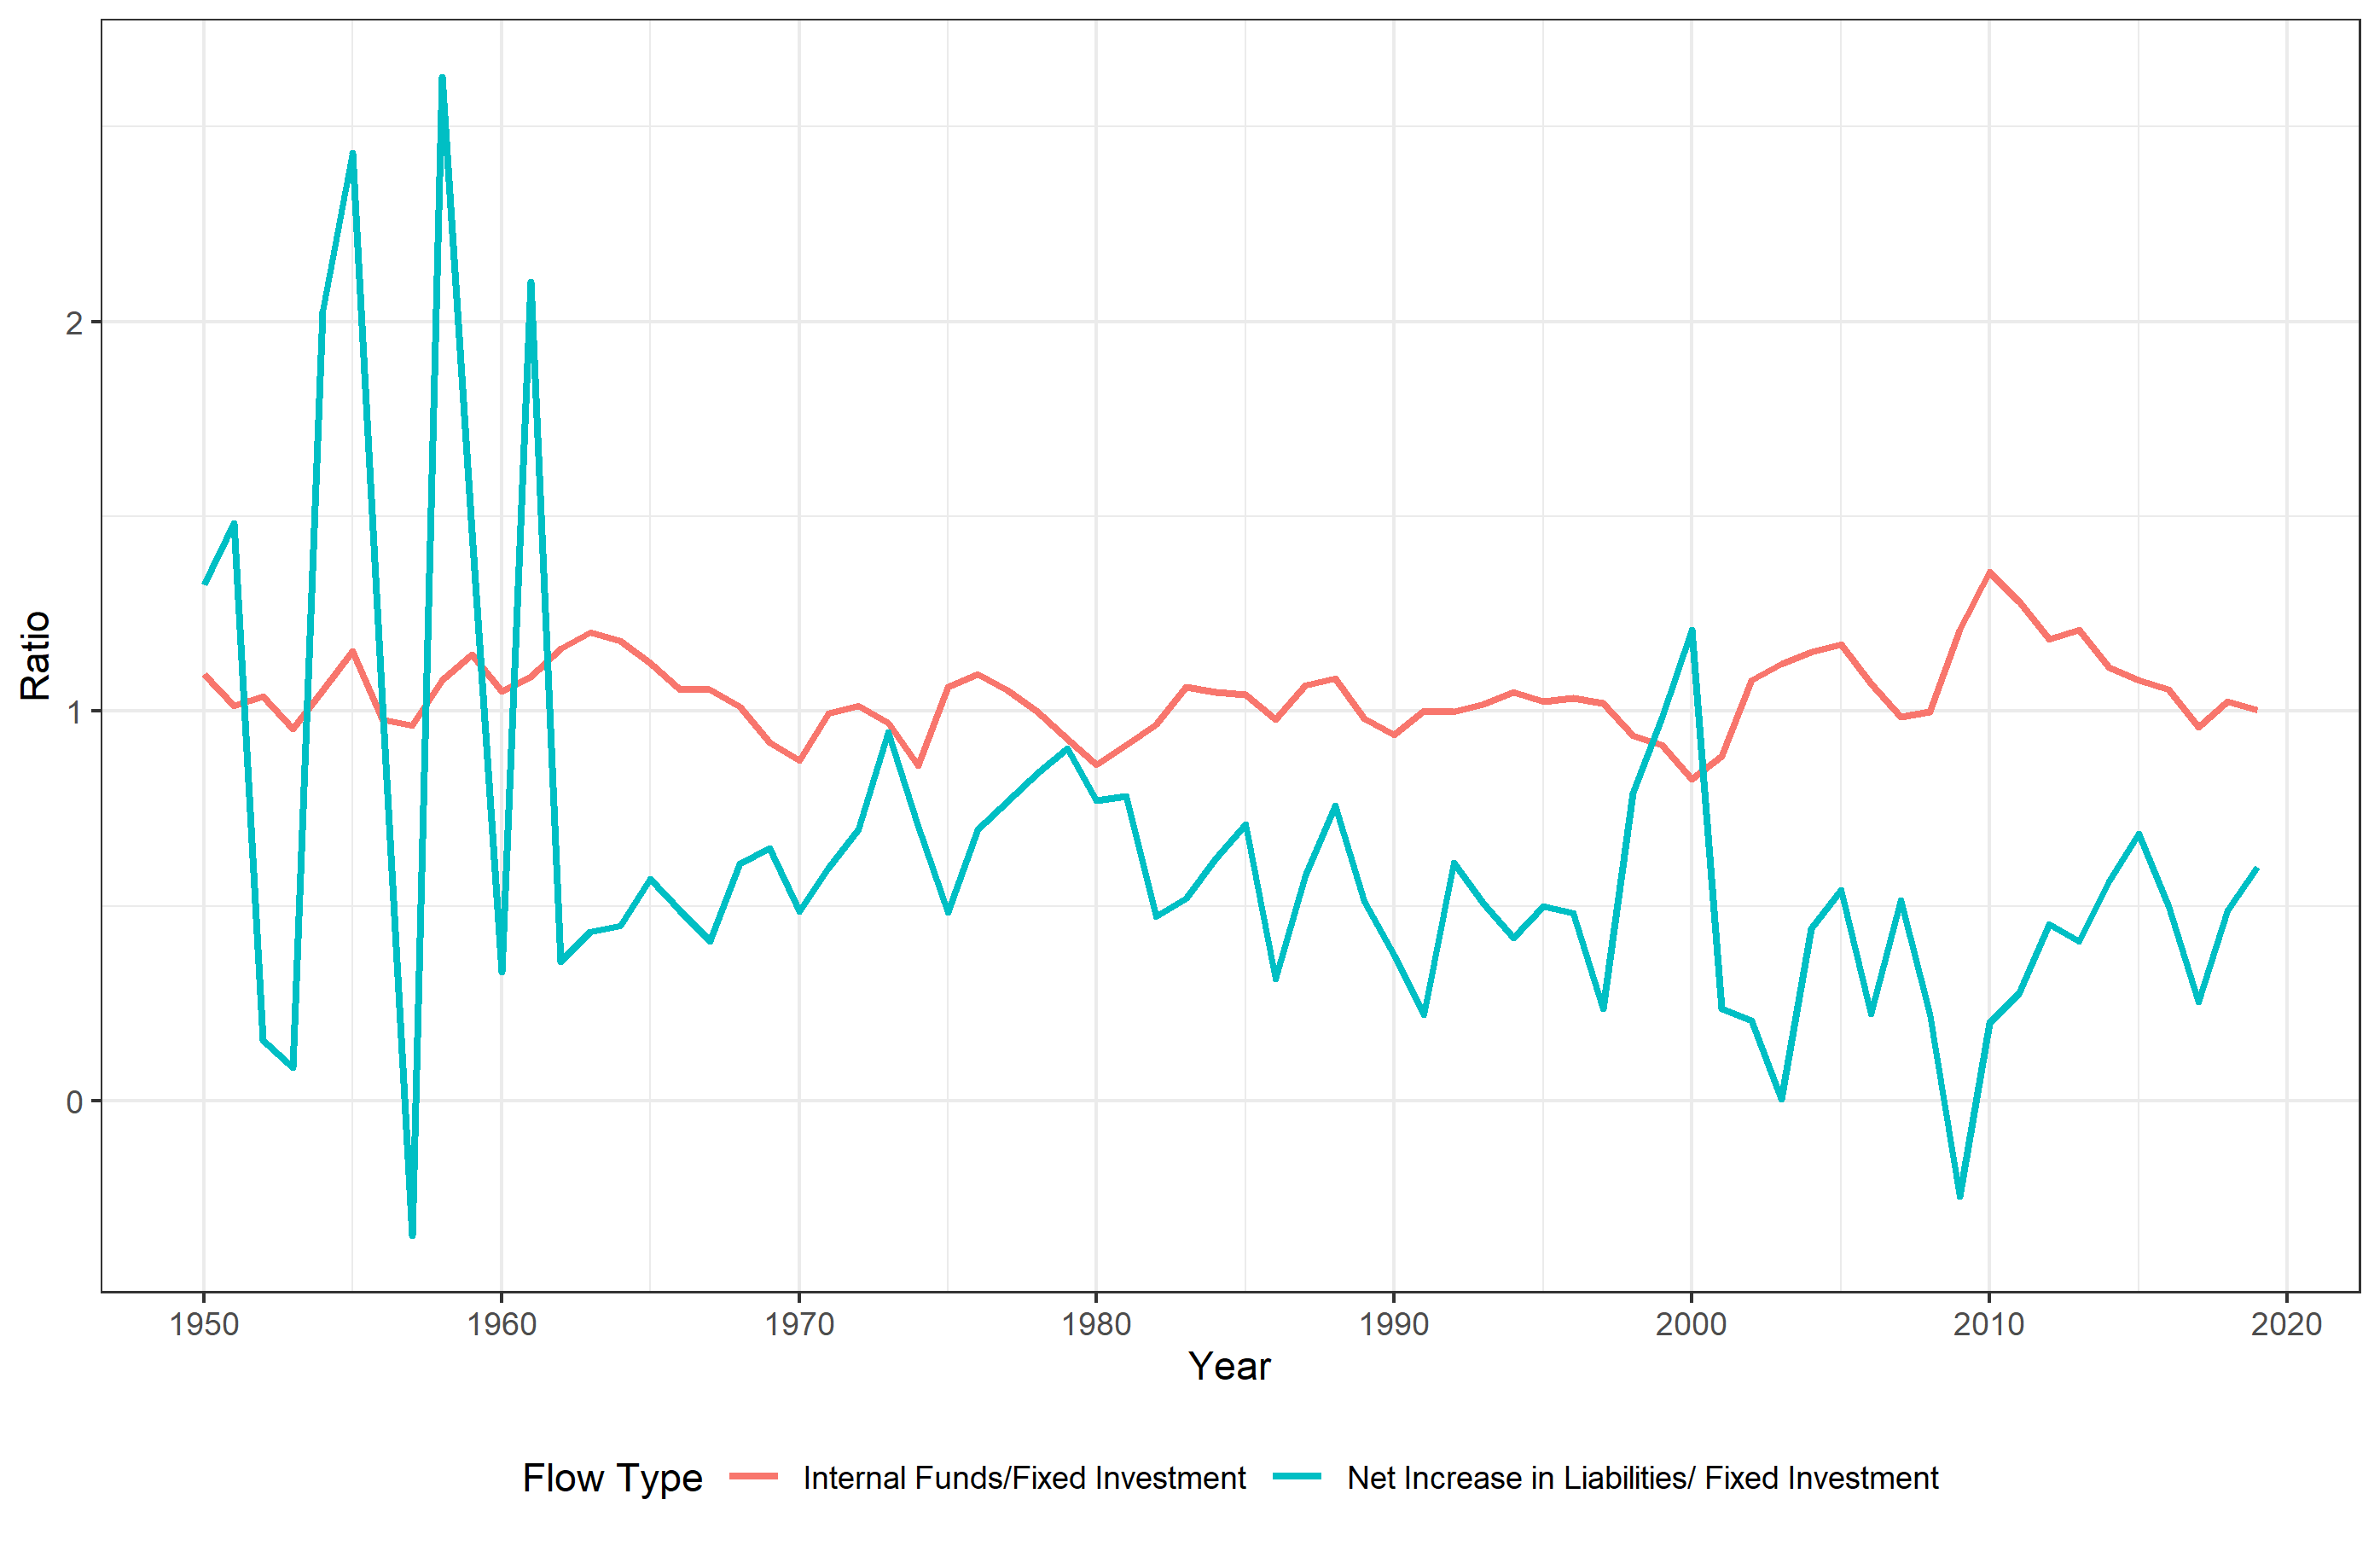 2
1
0
Ratio
1950 1960 1970 1980 1990 2000 2010 2020
Year
Flow Type Internal Funds/Fixed Investment Net Increase in Liabilities/ Fixed Investment